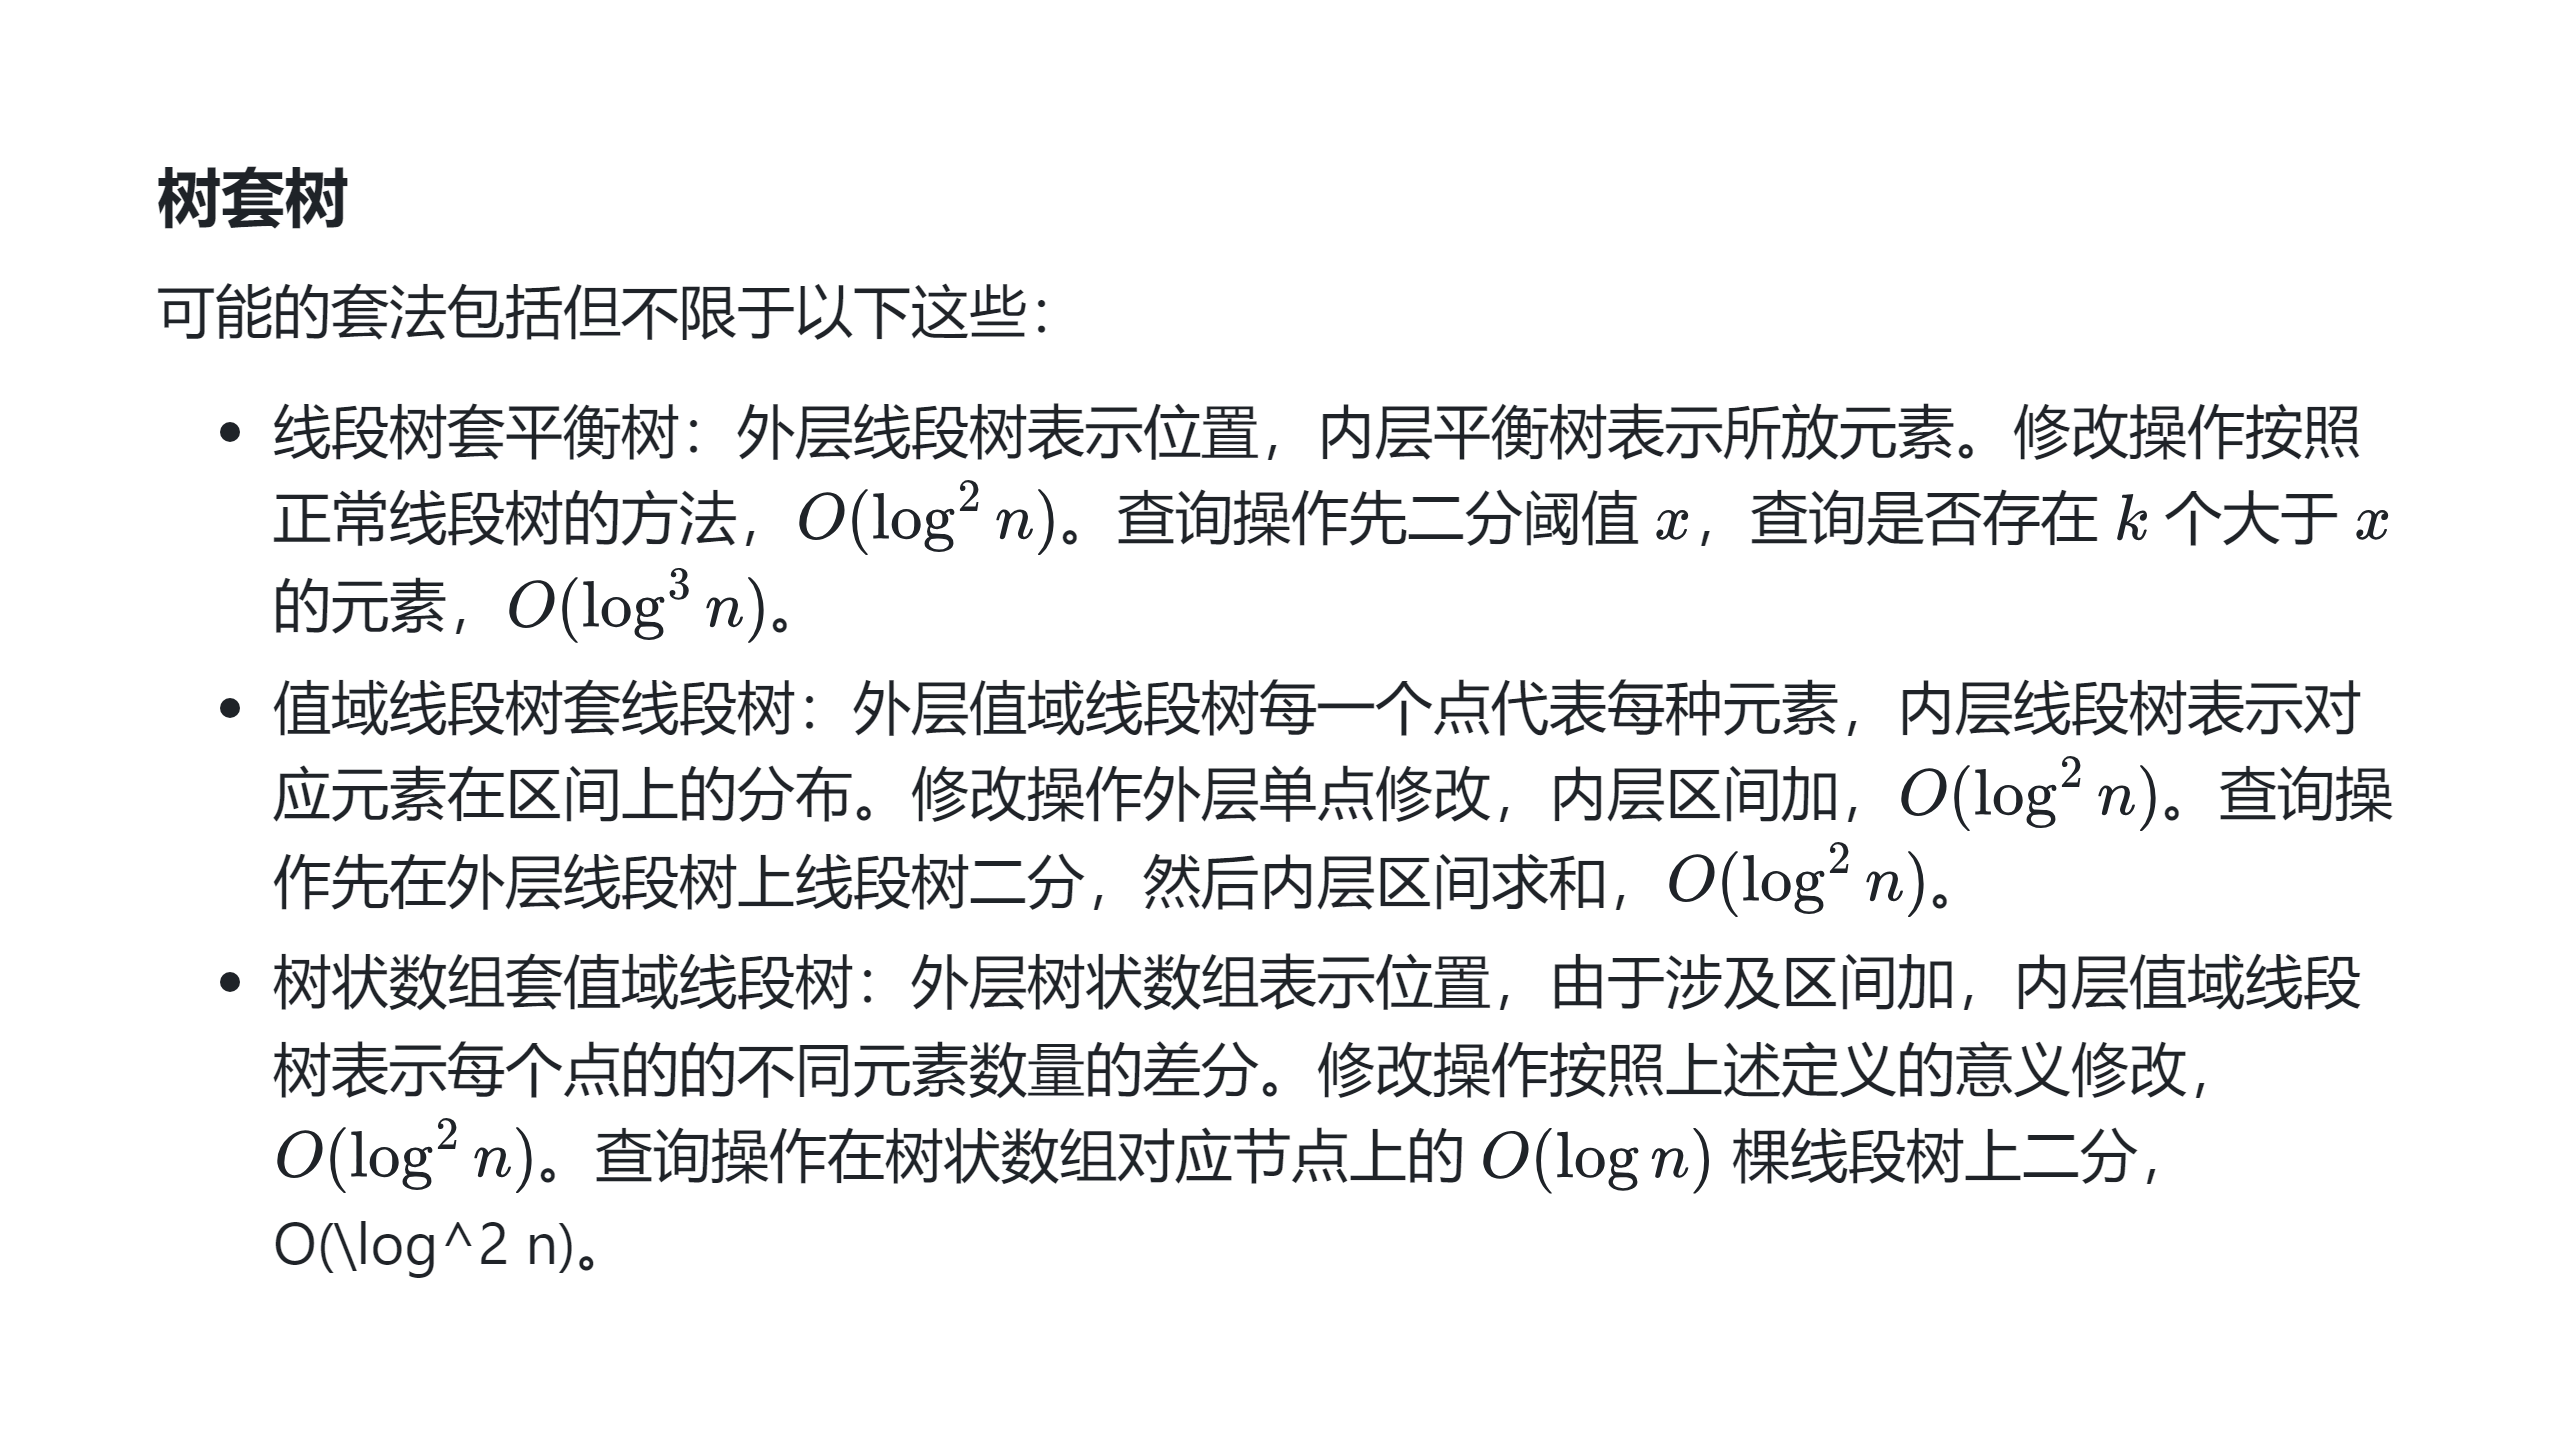 树套树
可能的套法包括但不限于以下这些：
• 线段树套平衡树：外层线段树表示位置，内层平衡树表示所放元素。修改操作按照
正常线段树的方法，$O(\log^2 n)$。查询操作先二分阈值 $x$，查询是否存在 $k$ 个大于 $x$
的元素，$O(\log^3 n)$。
• 值域线段树套线段树：外层值域线段树每一个点代表每种元素，内层线段树表示对
应元素在区间上的分布。修改操作外层单点修改，内层区间加，$O(\log^2 n)$。查询操
作先在外层线段树上线段树二分，然后内层区间求和，$O(\log^2 n)$。
• 树状数组套值域线段树：外层树状数组表示位置，由于涉及区间加，内层值域线段
树表示每个点的的不同元素数量的差分。修改操作按照上述定义的意义修改，
$O(\log^2 n)$。查询操作在树状数组对应节点上的 $O(\log n)$ 棵线段树上二分，
O(\log^2 n)。